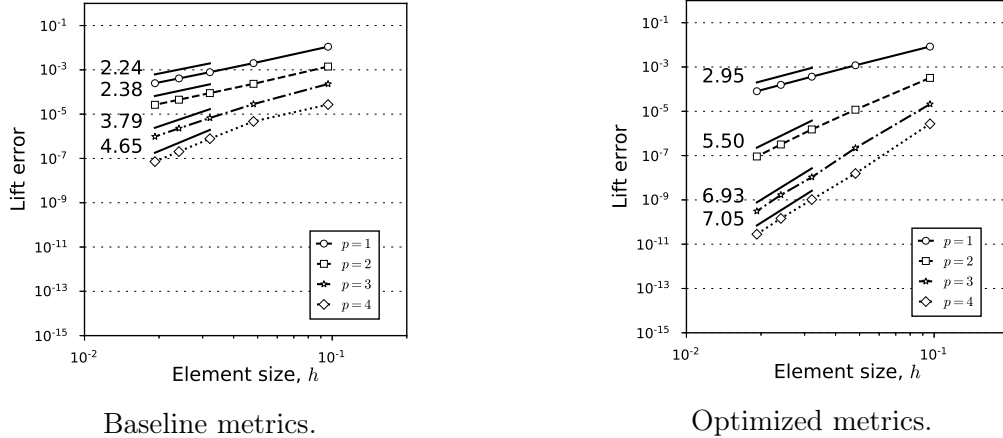 10^-1
10^-3
10^-5
10^-7
10^-9
10^-11
10^-13
10^-15
Lift error
2.24
2.38
3.79
4.65
p = 1
p = 2
p = 3
p = 4
10^-2
10^-1
Element size, h
Baseline metrics.
10^-1
10^-3
10^-5
10^-7
10^-9
10^-11
10^-13
10^-15
Lift error
2.95
5.50
6.93
7.05
p = 1
p = 2
p = 3
p = 4
10^-2
10^-1
Element size, h
Optimized metrics.